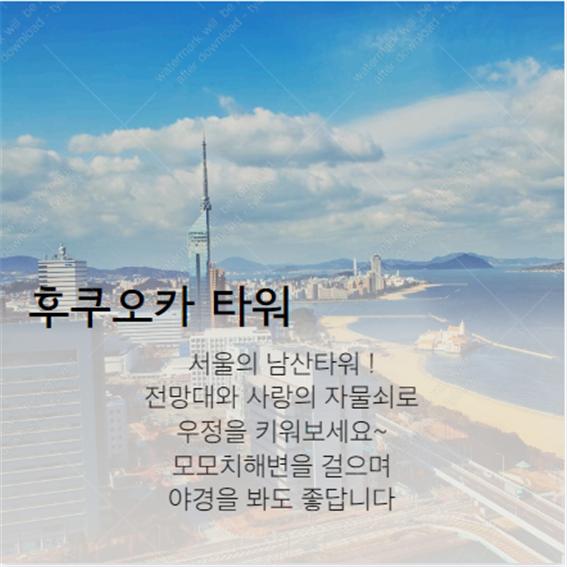 후쿠오카 타워
서울의 남산타워 !
전망대와 사랑의 자물쇠로
우정을 키워보세요~
모모치해변을 걸으며
야경을 봐도 좋답니다